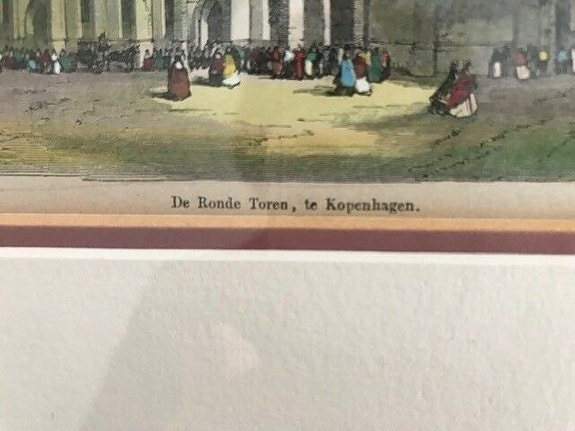 De Ronde Toren, te Kopenhagen.